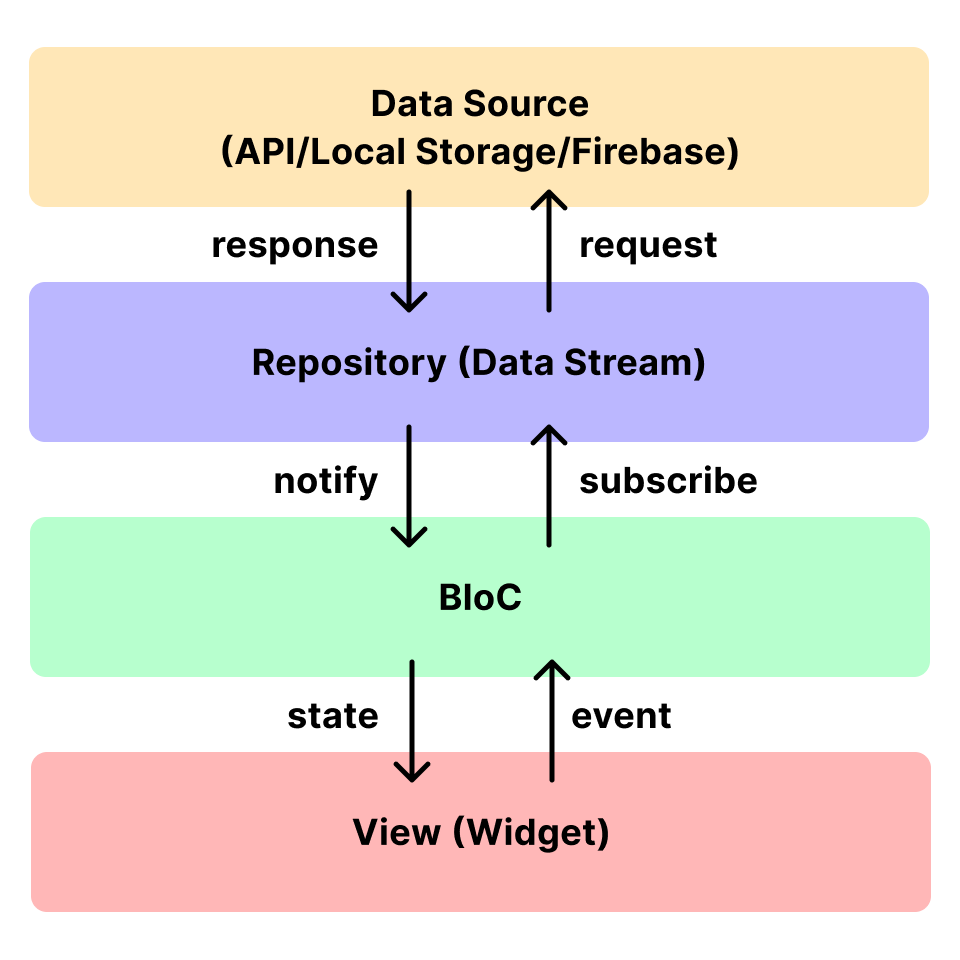 Data Source
(API/Local Storage/Firebase)
response
request
Repository (Data Stream)
notify
subscribe
BloC
state
event
View (Widget)